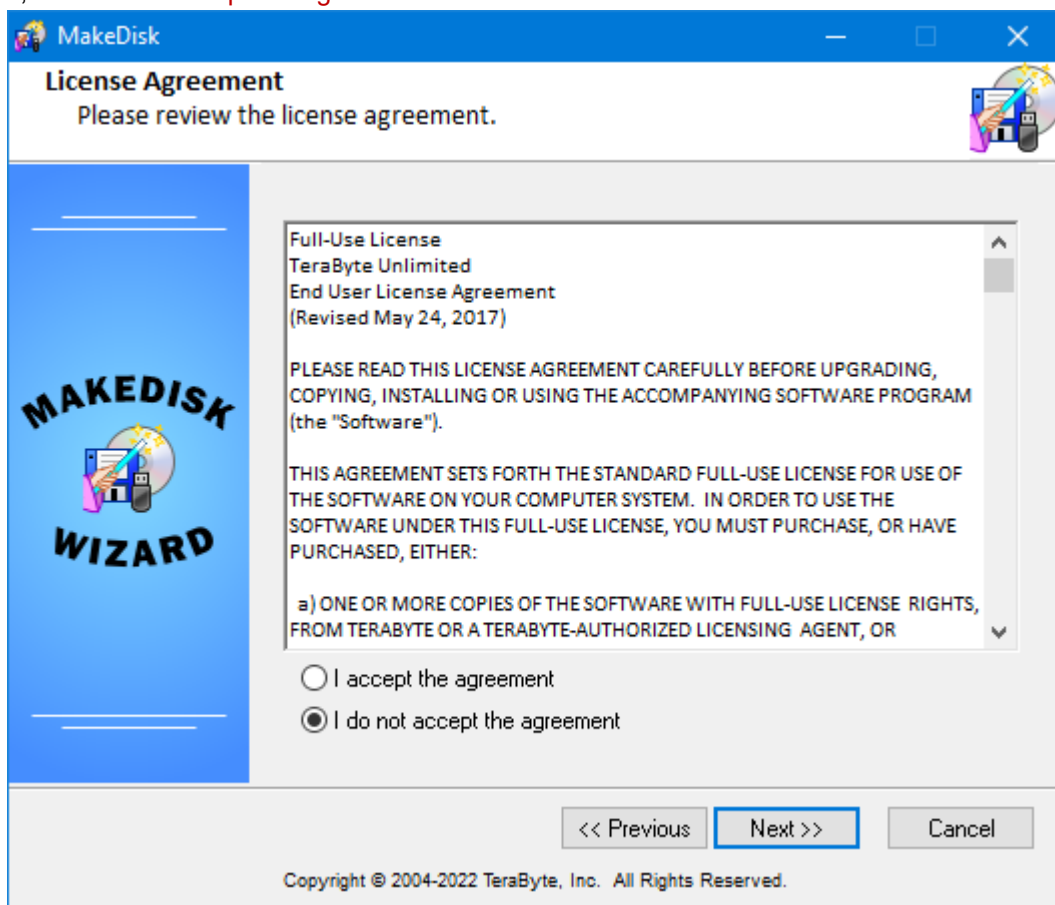 MakeDisk
License Agreement
Please review the license agreement.
MAKEDISK
WIZARD
Full-Use License
TeraByte Unlimited
End User License Agreement
(Revised May 24, 2017)
PLEASE READ THIS LICENSE AGREEMENT CAREFULLY BEFORE UPGRADING,
COPYING, INSTALLING OR USING THE ACCOMPANYING SOFTWARE PROGRAM
(the "Software").
THIS AGREEMENT SETS FORTH THE STANDARD FULL-USE LICENSE FOR USE OF
THE SOFTWARE ON YOUR COMPUTER SYSTEM.  IN ORDER TO USE THE
SOFTWARE UNDER THIS FULL-USE LICENSE, YOU MUST PURCHASE, OR HAVE
PURCHASED, EITHER:
a) ONE OR MORE COPIES OF THE SOFTWARE WITH FULL-USE LICENSE RIGHTS,
FROM TERABYTE OR A TERABYTE-AUTHORIZED LICENSING AGENT, OR
I accept the agreement
I do not accept the agreement
<< Previous
Next >>
Cancel
Copyright © 2004-2022 TeraByte, Inc.  All Rights Reserved.